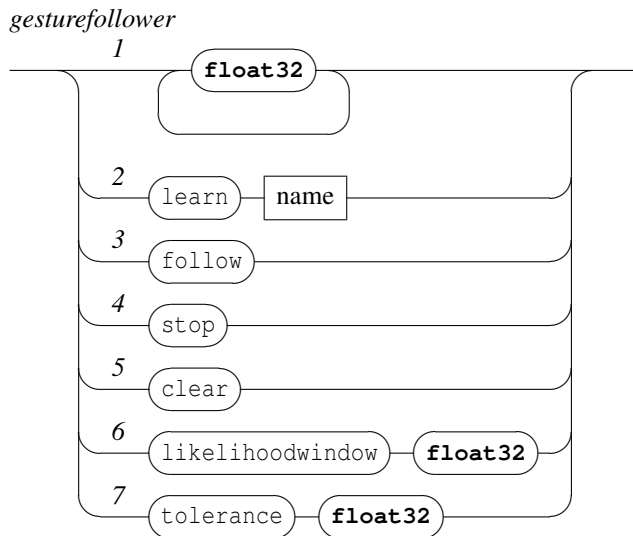 gesturefollower
1 float32
2 learn name
3 follow
4 stop
5 clear
6 likelihoodwindow float32
7 tolerance float32